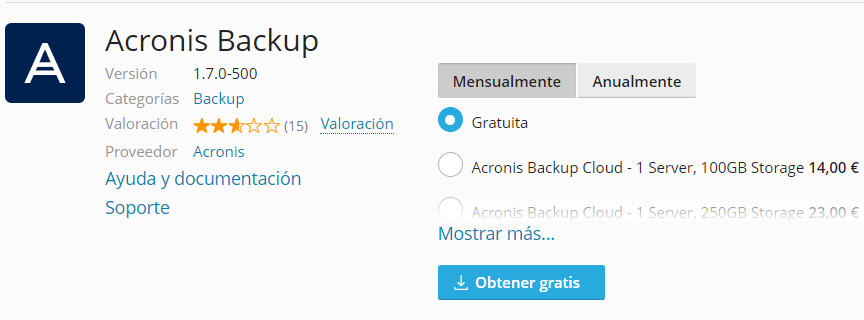 Acronis Backup
Versión 1.7.0-500
Categorías Backup
Valoración (15) Valoración
Proveedor Acronis
Ayuda y documentación
Soporte
Mensualmente Anualmente
Gratuita
Acronis Backup Cloud - 1 Server, 100GB Storage 14,00 €
Acronis Backup Cloud - 1 Server, 250GB Storage 23,00 €
Mostrar más...
Obtener gratis